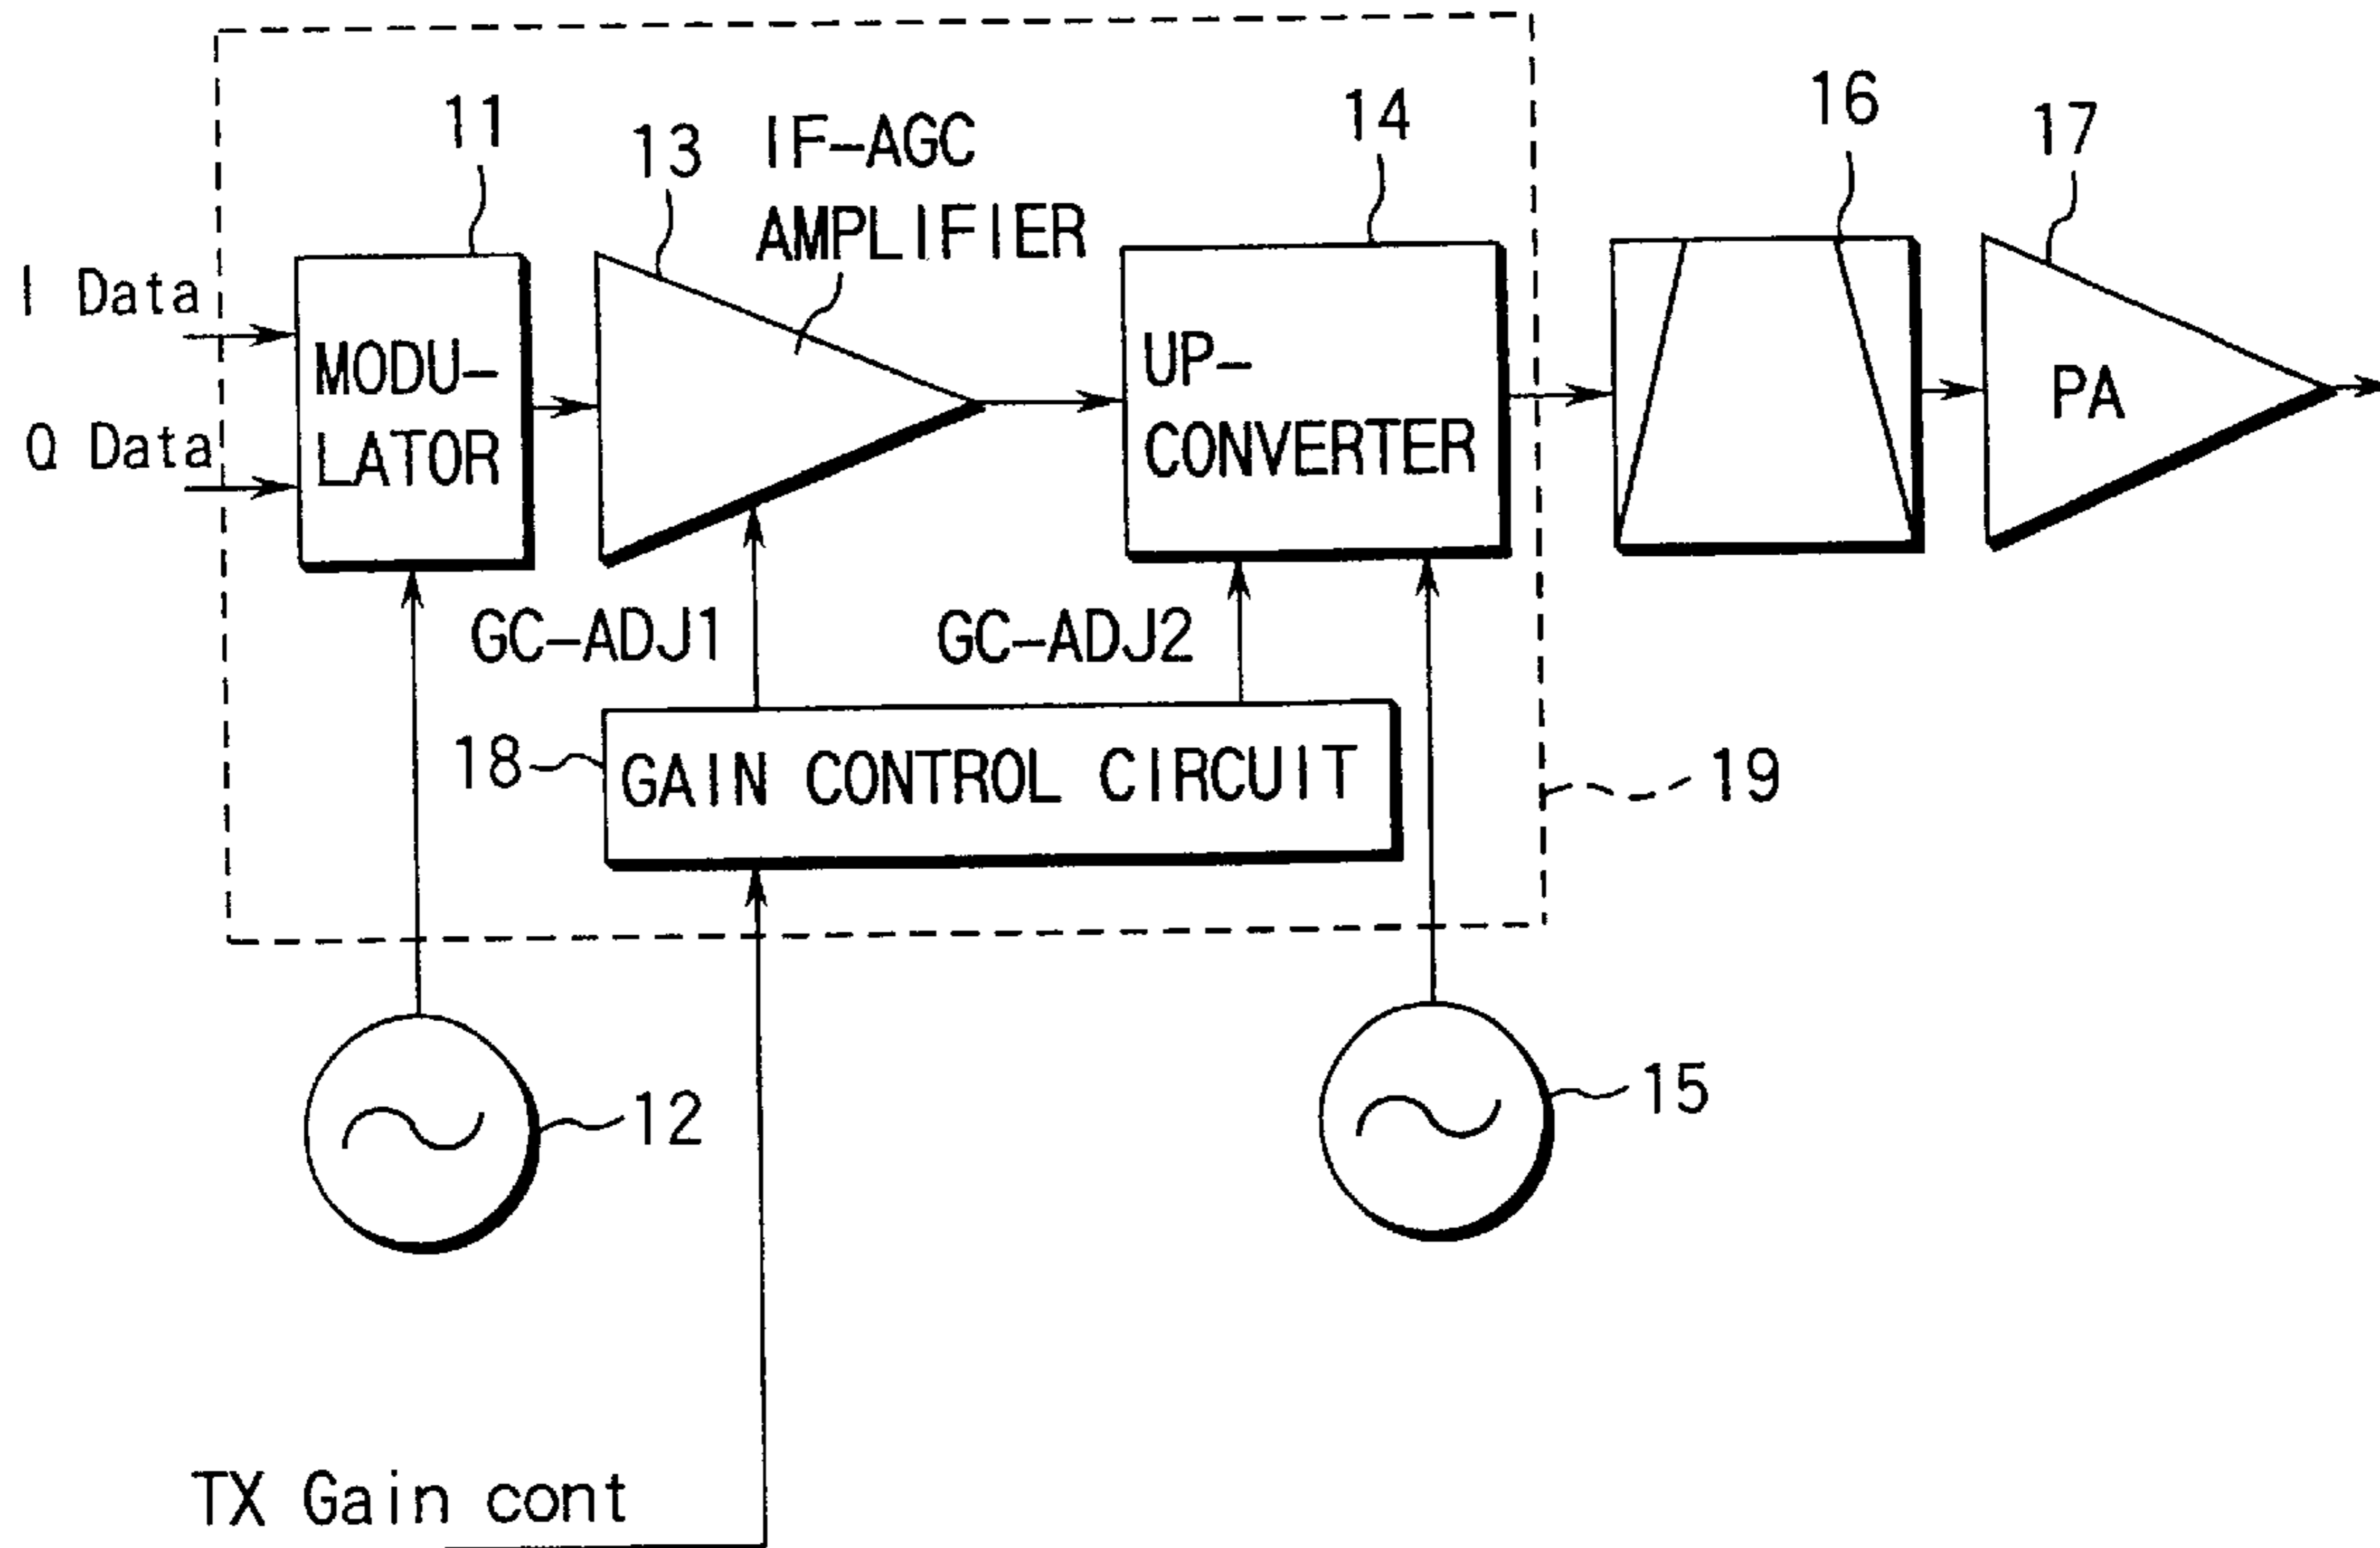 11
13
IF-AGC
AMPLIFIER
14
16
17
I Data
Q Data
MODU-
LATOR
UP-
CONVERTER
PA
GC-ADJ1
GC-ADJ2
18
GAIN CONTROL CIRCUIT
19
12
15
TX Gain cont